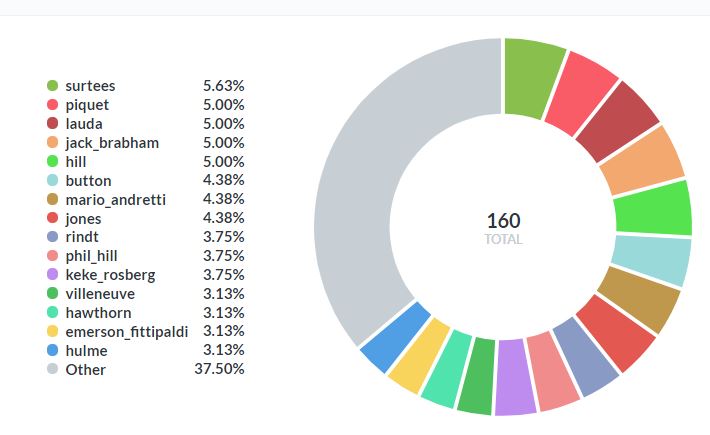 surtees 5.63%
piquet 5.00%
lauda 5.00%
jack_brabham 5.00%
hill 5.00%
button 4.38%
mario_andretti 4.38%
jones 4.38%
rindt 3.75%
phil_hill 3.75%
keke_rosberg 3.75%
villeneuve 3.13%
hawthorn 3.13%
emerson_fittipaldi 3.13%
hulme 3.13%
Other 37.50%
160
TOTAL